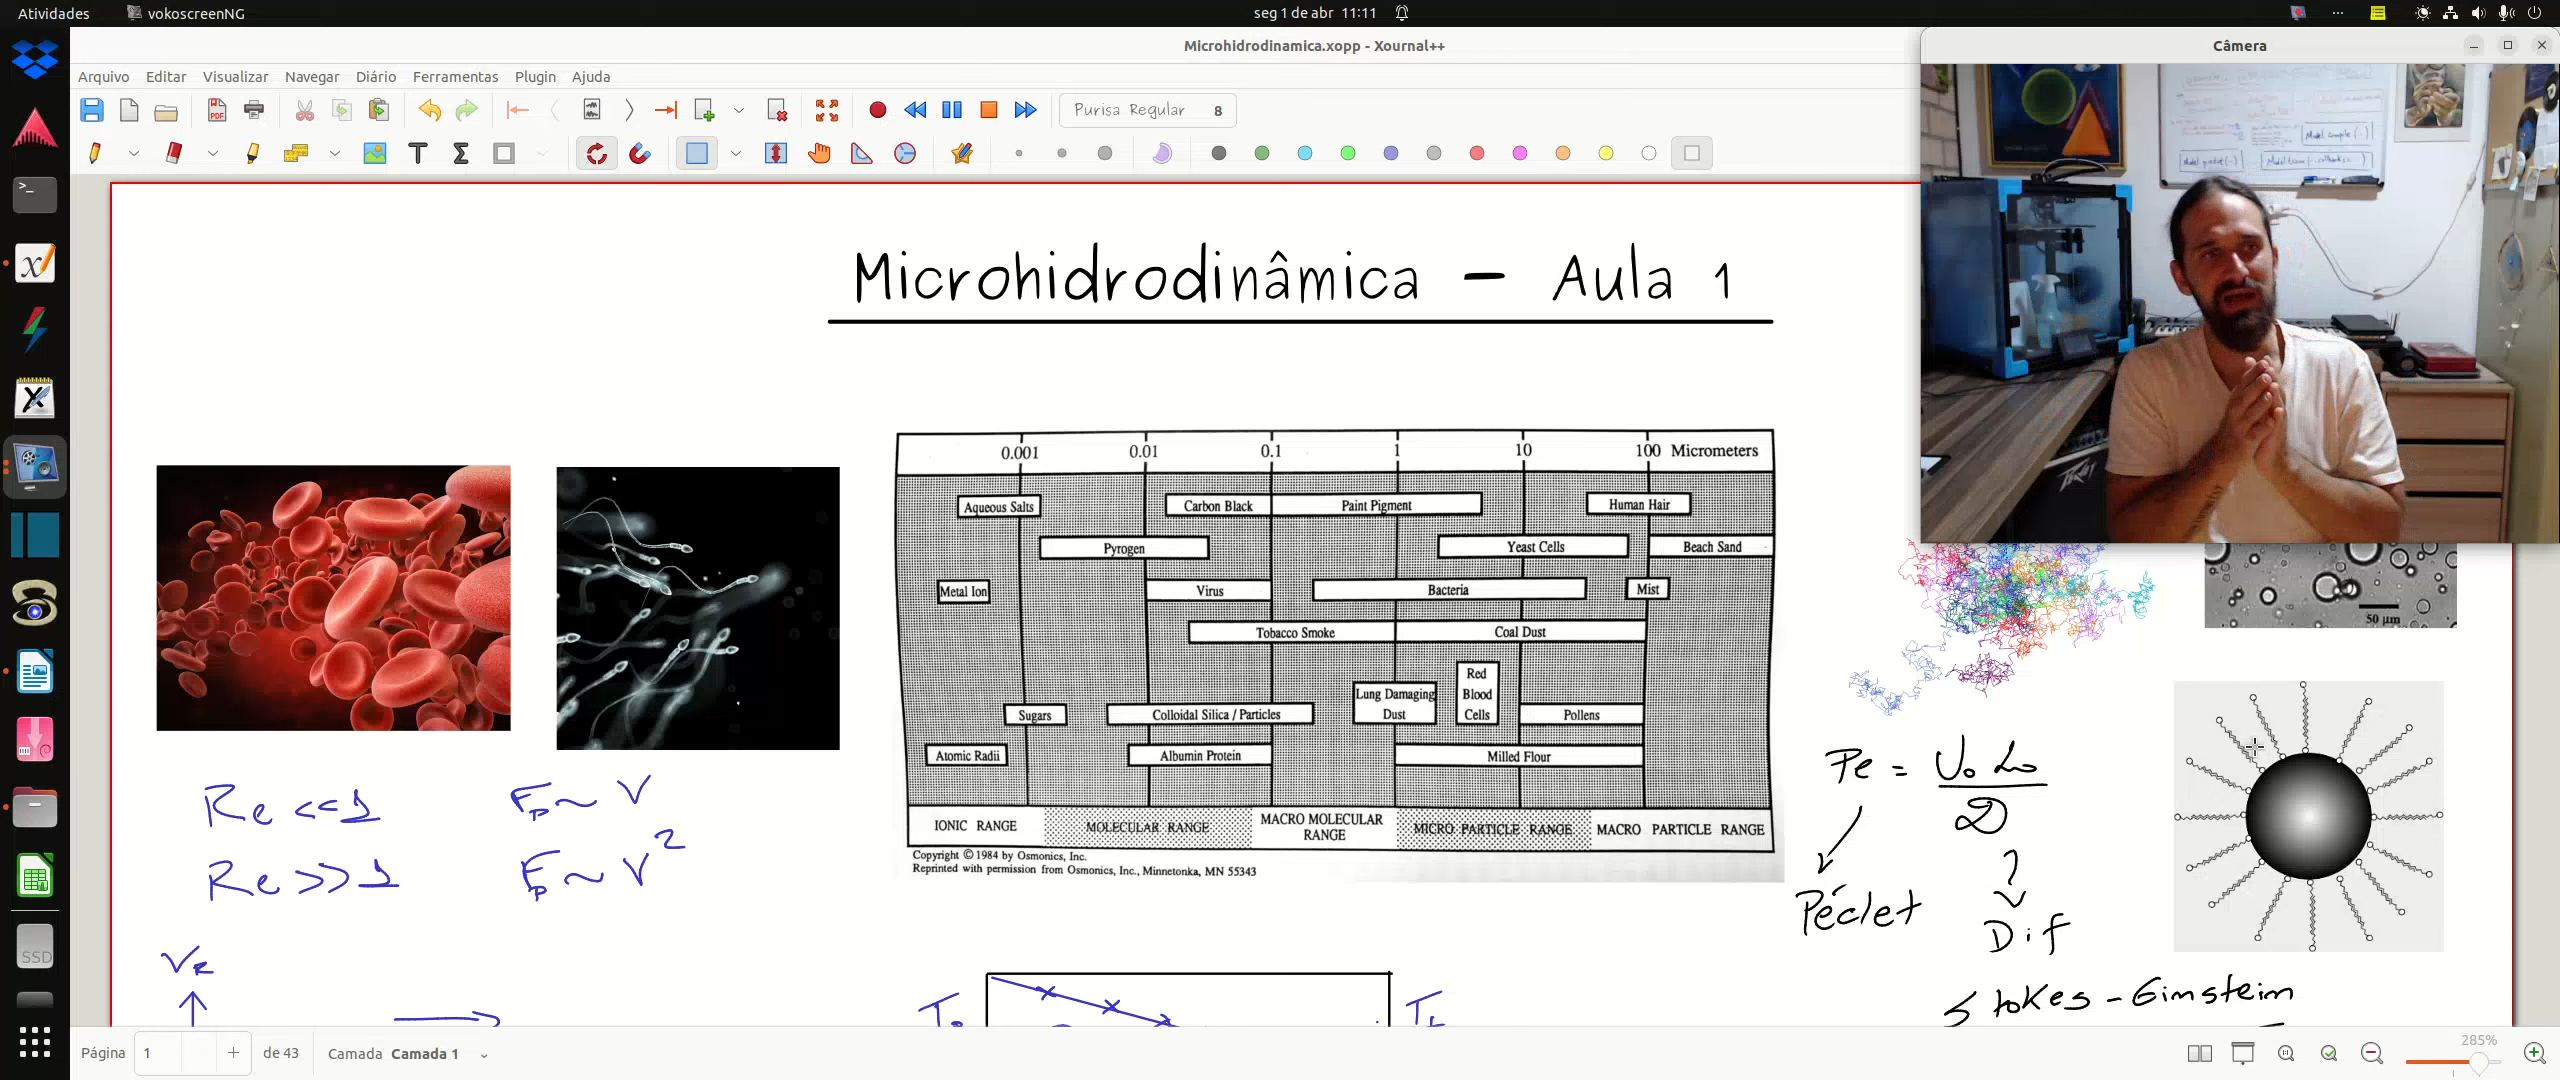 Atividades
vokoscreenNG
seg 1 de abr 11:11
Microhidrodinamica.xopp - Xournal++
Câmera
Arquivo Editar Visualizar Navegar Diário Ferramentas Plugin Ajuda
Purisa Regular 8
Microhidrodinâmica - Aula 1
0.001 0.01 0.1 1 10 100 Micrometers
Aqueous Salts Carbon Black Paint Pigment Human Hair
Pyrogen Yeast Cells Beach Sand
Metal Ion Virus Bacteria Mist
Tobacco Smoke Coal Dust
Sugars Colloidal Silica / Particles Lung Damaging Dust Red Blood Cells Pollens
Atomic Radii Albumin Protein Milled Flour
IONIC RANGE MOLECULAR RANGE MACRO MOLECULAR RANGE MICRO PARTICLE RANGE MACRO PARTICLE RANGE
Copyright © 1984 by Osmonics, Inc.
Reprinted with permission from Osmonics, Inc., Minnetonka, MN 55343
50 μm
Re <<1 Fp ~ V
Re >>1 Fp ~ V²
Pe = U₀ L₀ / D
Péclet
Dif
Stokes - Einstein
SSD
Página 1 de 43 Camada Camada 1
285%